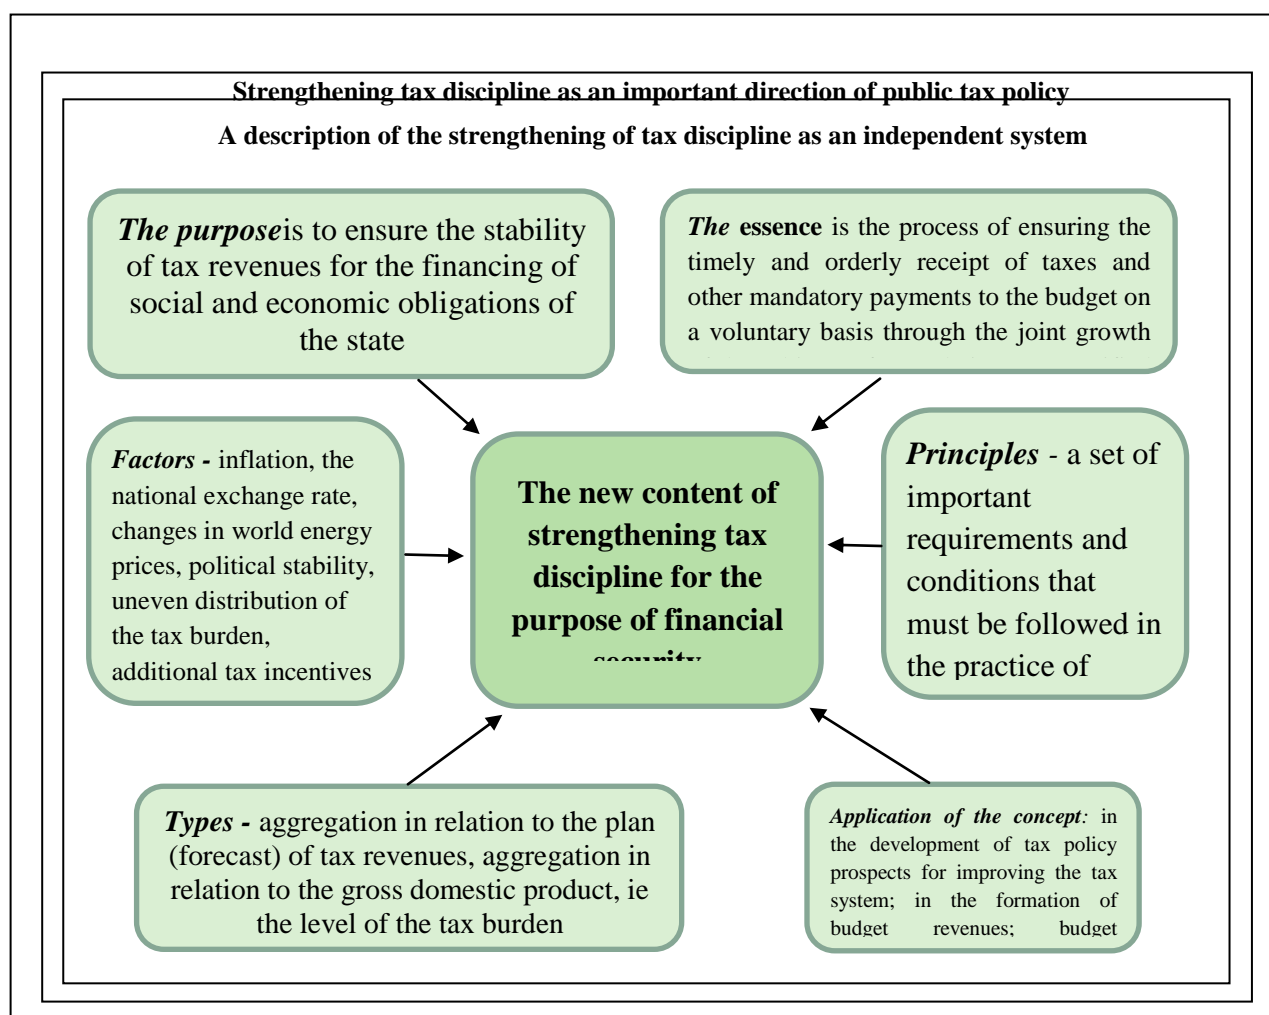 Strengthening tax discipline as an important direction of public tax policy
A description of the strengthening of tax discipline as an independent system
The purposeis to ensure the stability
of tax revenues for the financing of
social and economic obligations of
the state
The essence is the process of ensuring the
timely and orderly receipt of taxes and
other mandatory payments to the budget on
a voluntary basis through the joint growth
Factors - inflation, the
national exchange rate,
changes in world energy
prices, political stability,
uneven distribution of
the tax burden,
additional tax incentives
The new content of
strengthening tax
discipline for the
purpose of financial
security
Principles - a set of
important
requirements and
conditions that
must be followed in
the practice of
Types - aggregation in relation to the plan
(forecast) of tax revenues, aggregation in
relation to the gross domestic product, ie
the level of the tax burden
Application of the concept: in
the development of tax policy
prospects for improving the tax
system; in the formation of
budget revenues; budget